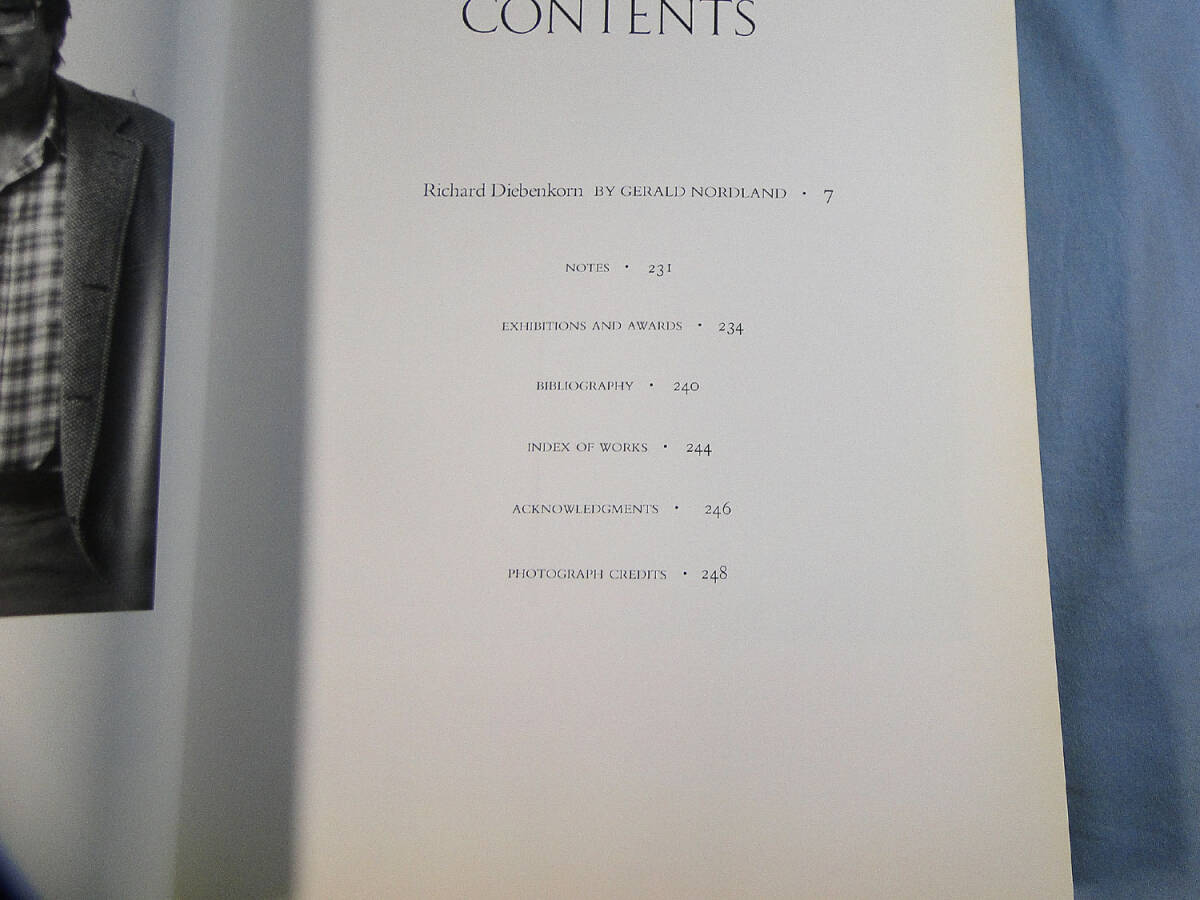 CONTENTS
Richard Diebenkorn BY GERALD NORDLAND • 7
NOTES • 231
EXHIBITIONS AND AWARDS • 234
BIBLIOGRAPHY • 240
INDEX OF WORKS • 244
ACKNOWLEDGMENTS • 246
PHOTOGRAPH CREDITS • 248